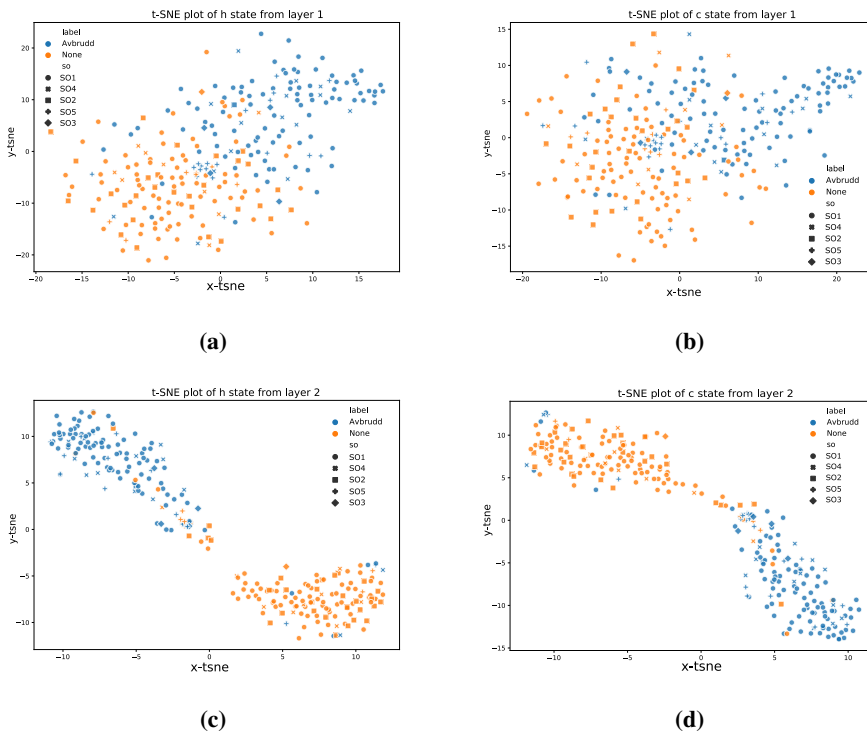 t-SNE plot of h state from layer 1
label
Avbrudd
None
so
SO1
SO4
SO2
SO5
SO3
20
10
0
−10
−20
y-tsne
−20 −15 −10 −5 0 5 10 15
x-tsne
(a)
t-SNE plot of c state from layer 1
label
Avbrudd
None
so
SO1
SO4
SO2
SO5
SO3
15
10
5
0
−5
−10
−15
y-tsne
−20 −10 0 10 20
x-tsne
(b)
t-SNE plot of h state from layer 2
label
Avbrudd
None
so
SO1
SO4
SO2
SO5
SO3
10
5
0
−5
−10
y-tsne
−10 −5 0 5 10
x-tsne
(c)
t-SNE plot of c state from layer 2
label
Avbrudd
None
so
SO1
SO4
SO2
SO5
SO3
10
5
0
−5
−10
−15
y-tsne
−10 −5 0 5 10
x-tsne
(d)